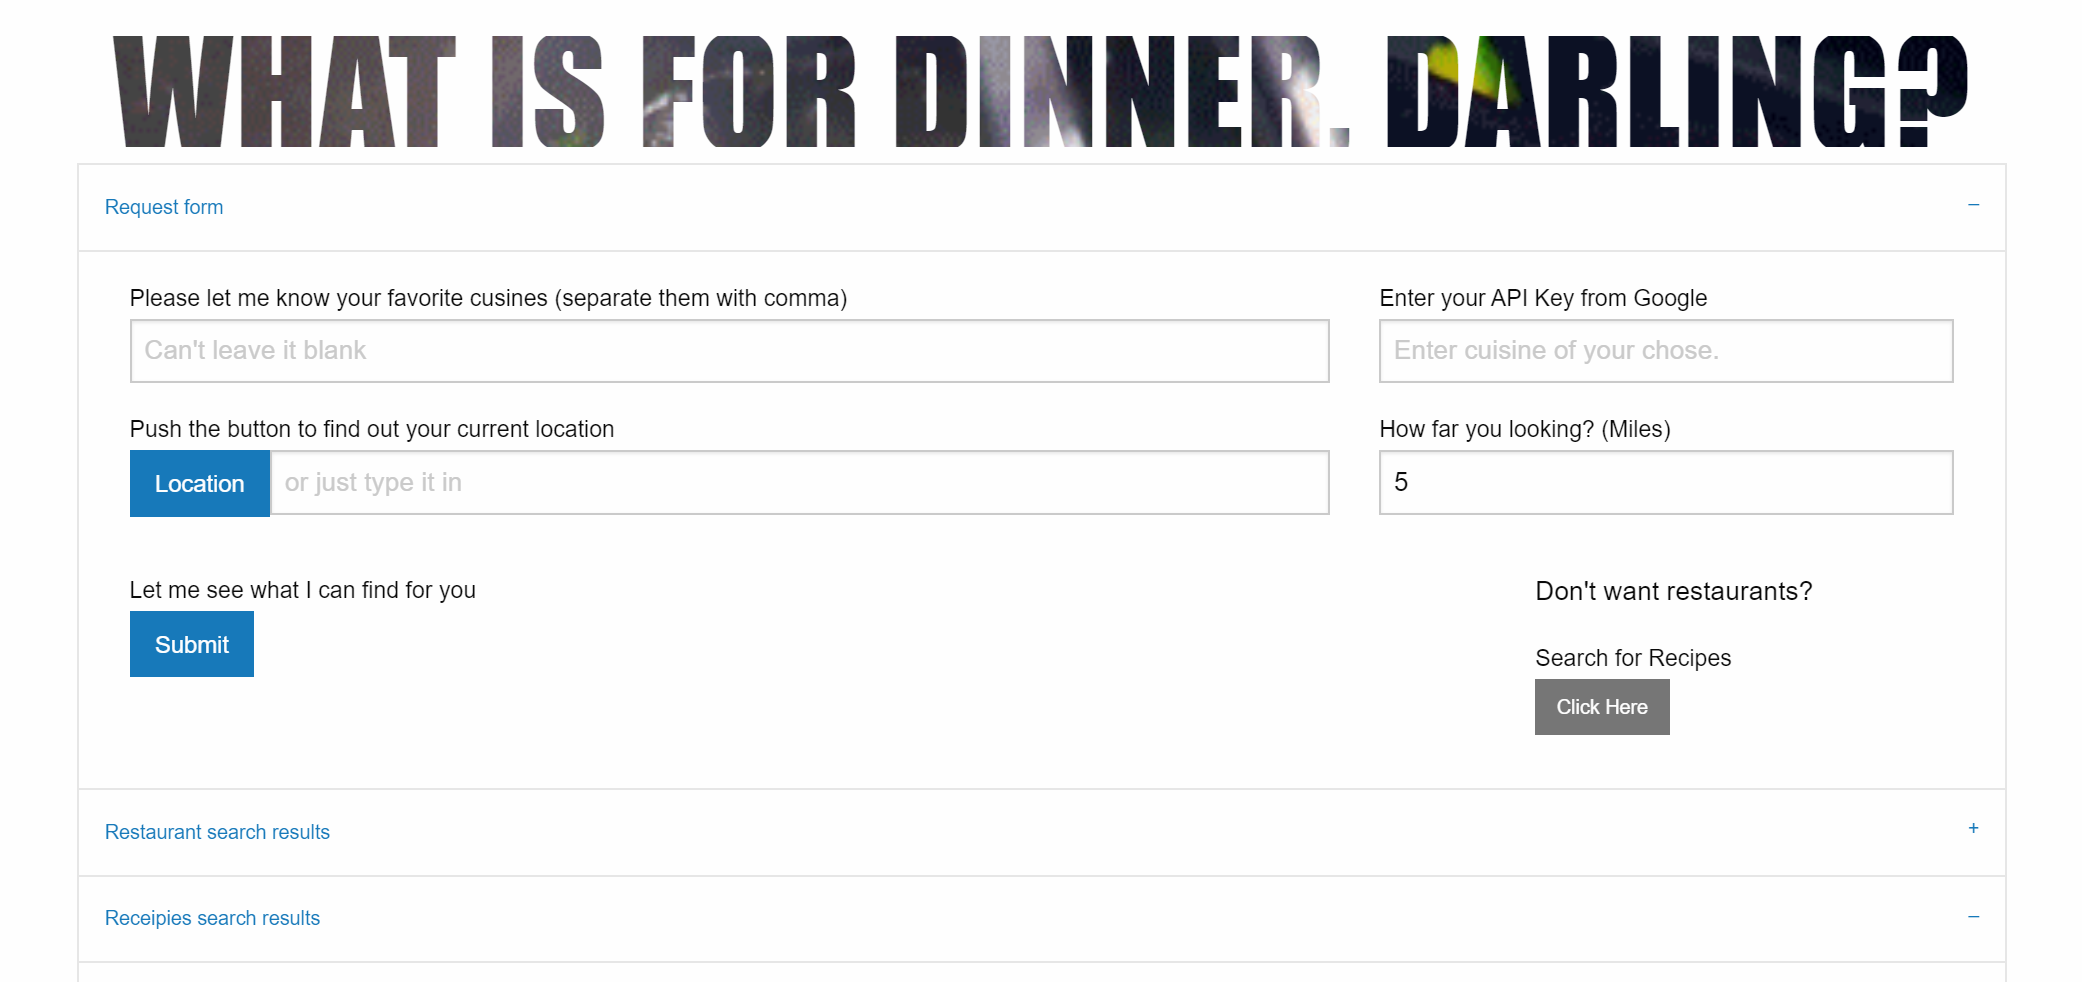 WHAT IS FOR DINNER, DARLING?
Request form
–
Please let me know your favorite cusines (separate them with comma)
Enter your API Key from Google
Can't leave it blank
Enter cuisine of your chose.
Push the button to find out your current location
How far you looking? (Miles)
Location
or just type it in
5
Let me see what I can find for you
Don't want restaurants?
Submit
Search for Recipes
Click Here
Restaurant search results
+
Receipies search results
–